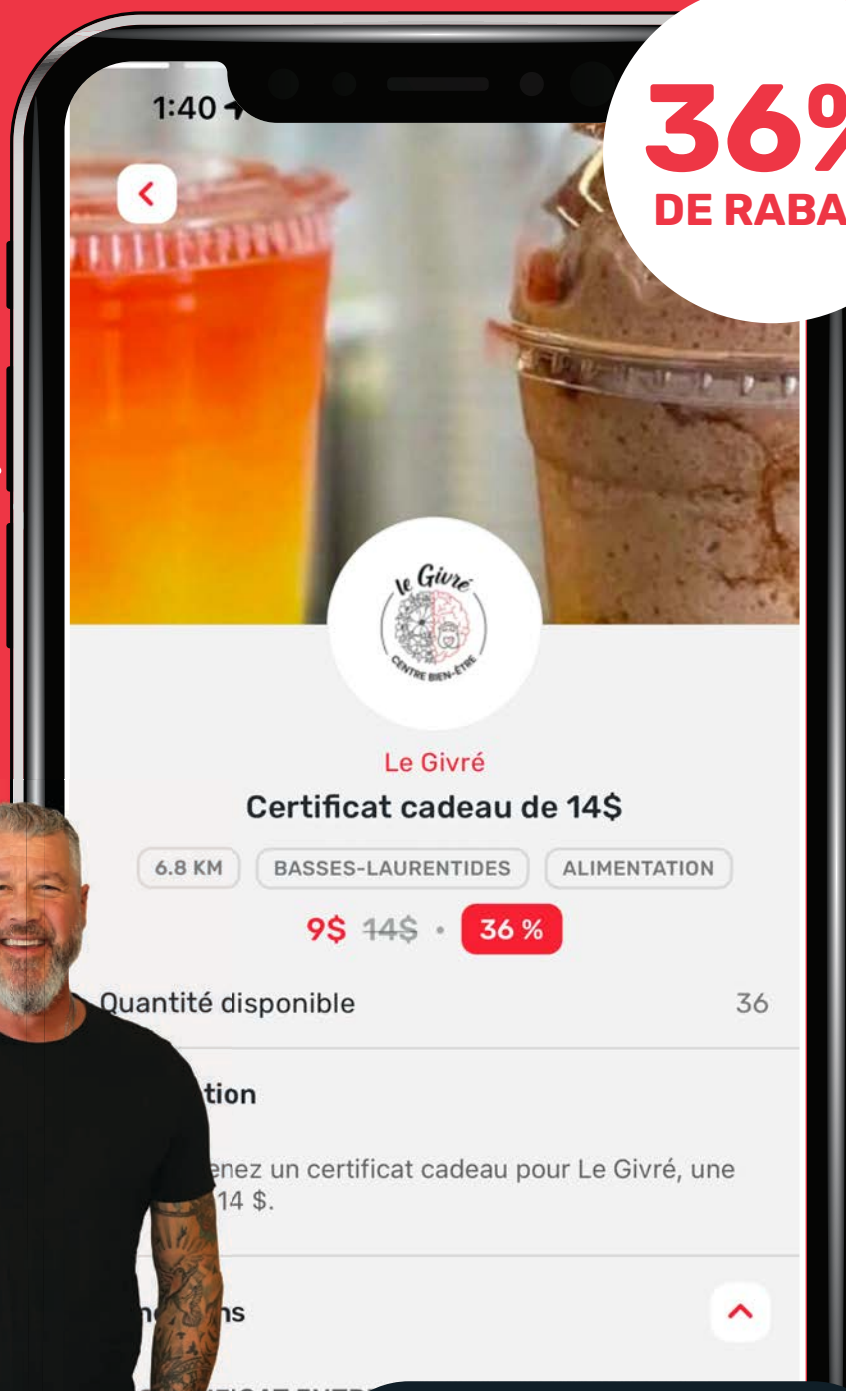 1:40
36%
DE RABA
le Givré
CENTRE BIEN-ÊTRE
Le Givré
Certificat cadeau de 14$
6.8 KM BASSES-LAURENTIDES ALIMENTATION
9$ 14$ • 36 %
Quantité disponible 36
tion
enez un certificat cadeau pour Le Givré, une
14 $.
ns